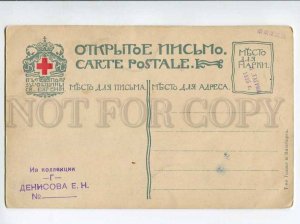 ОТКРЫТОЕ ПИСЬМО.
CARTE POSTALE.
МѢСТО ДЛЯ МАРКИ.
МѢСТО ДЛЯ ПИСЬМА.
МѢСТО ДЛЯ АДРЕСА.
NOT FOR COPY
Из коллекции
-Г-
ДЕНИСОВА Е. Н.
№